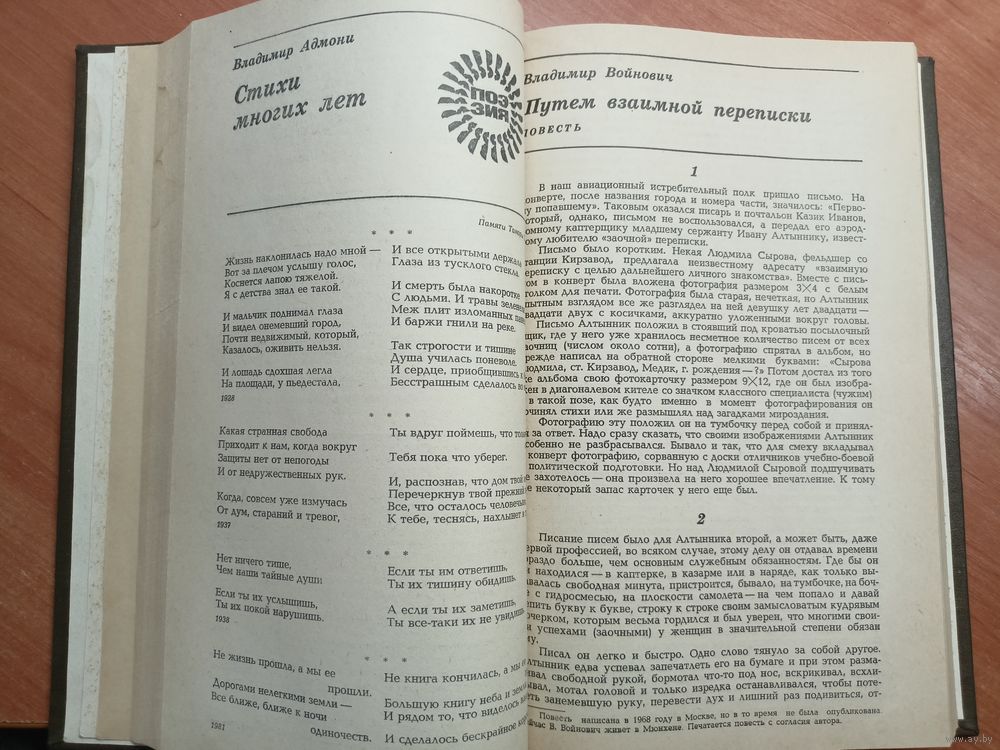 Владимир Адмони
Стихи
многих лет
ПОЭ
ЗИЯ
Памяти
* * *
Жизнь наклонилась надо мной —
Вот за плечом услышу голос,
Коснется лапою тяжелой.
Я с детства знал ее такой.
И мальчик поднимал глаза
И видел онемевший город,
Почти недвижимый, который,
Казалось, оживить нельзя.
И лошадь сдохшая легла
На площади, у пьедестала,
И все открытыми держала
Глаза из тусклого стекла.
И смерть была накоротке
С людьми. И травы
Меж плит изломанных
И баржи гнили на реке.
Так строгости и тишине
Душа училась поневоле.
И сердце, приобщившись
Бесстрашным сделалось
1928
* * *
Какая странная свобода
Приходит к нам, когда вокруг
Защиты нет от непогоды
И от недружественных рук.
Когда, совсем уже измучась
От дум, стараний и тревог,
Ты вдруг поймешь, что
Тебя пока что уберег.
И, распознав, что дом твой
Перечеркнув твой прежний
Все, что осталось
К тебе, теснясь, нахлынет
1937
* * *
Нет ничего тише,
Чем наши тайные души
Если ты их услышишь,
Ты их покой нарушишь.
Если ты им ответишь,
Ты их тишину обидишь.
А если ты их заметишь,
Ты все-таки их не увидишь.
1938
* * *
Не жизнь прошла, а мы ее
прошли.
Дорогами нелегкими земли —
Все ближе, ближе к ночи
одиночеств.
Не книга кончилась, а мы
Большую книгу неба и
И рядом то, что виделось
И сделалось бескрайное
1981
Владимир Войнович
Путем взаимной переписки
ПОВЕСТЬ
1
В наш авиационный истребительный полк пришло письмо. На
конверте, после названия города и номера части, значилось: «Перво-
му попавшему». Таковым оказался писарь и почтальон Казик Иванов,
который, однако, письмом не воспользовался, а передал его аэрод-
ромному каптерщику младшему сержанту Ивану Алтыннику, извест-
ному любителю «заочной» переписки.
Письмо было коротким. Некая Людмила Сырова, фельдшер со
станции Кирзавод, предлагала неизвестному адресату «взаимную
переписку с целью дальнейшего личного знакомства». Вместе с пись-
мом в конверт была вложена фотография размером 3×4 с белым
уголком для печати. Фотография была старая, нечеткая, но Алтынник
опытным взглядом все же разглядел на ней девушку лет двадцати —
двадцати двух с косичками, аккуратно уложенными вокруг головы.
Письмо Алтынник положил в стоявший под кроватью посылочный
ящик, где у него уже хранилось несметное количество писем от всех
заочниц (числом около сотни), а фотографию спрятал в альбом, но
прежде написал на обратной стороне мелкими буквами: «Сырова
Людмила, ст. Кирзавод, Медик, г. рождения — ?» Потом достал из того
же альбома свою фотокарточку размером 9×12, где он был изобра-
жен в диагоналевом кителе со значком классного специалиста (чужим)
в такой позе, как будто именно в момент фотографирования он
сочинял стихи или же размышлял над загадками мироздания.
Фотографию эту положил он на тумбочку перед собой и принял-
за ответ. Надо сразу сказать, что своими изображениями Алтынник
особенно не разбрасывался. Бывало и так, что для смеху вкладывал
конверт фотографию, сорванную с доски отличников учебно-боевой
политической подготовки. Но над Людмилой Сыровой подшучивать
не захотелось — она произвела на него хорошее впечатление. К тому
же некоторый запас карточек у него еще был.
2
Писание писем было для Алтынника второй, а может быть, даже
первой профессией, во всяком случае, этому делу он отдавал времени
гораздо больше, чем основным служебным обязанностям. Где бы он
находился — в каптерке, в казарме или в наряде, как только вы-
давалась свободная минута, пристроится, бывало, на тумбочке, на боч-
с гидросмесью, на плоскости самолета — на чем попало и давай
лепить букву к букве, строку к строке своим замысловатым кудрявым
почерком, которым весьма гордился и был уверен, что многими свои-
успехами (заочными) у женщин в значительной степени обязан
ему.
Писал он легко и быстро. Одно слово тянуло за собой другое.
Алтынник едва успевал запечатлеть его на бумаге и при этом разма-
хивал свободной рукой, бормотал что-то под нос, вскрикивал, всхли-
пывал, мотал головой и только изредка останавливался, чтобы поте-
реть занемевшую руку, перевести дух и лишний раз подивиться, от-
Повесть написана в 1968 году в Москве, но в то время не была опубликована.
Сейчас В. Войнович живет в Мюнхене. Печатается повесть с согласия автора.
www.ay.by